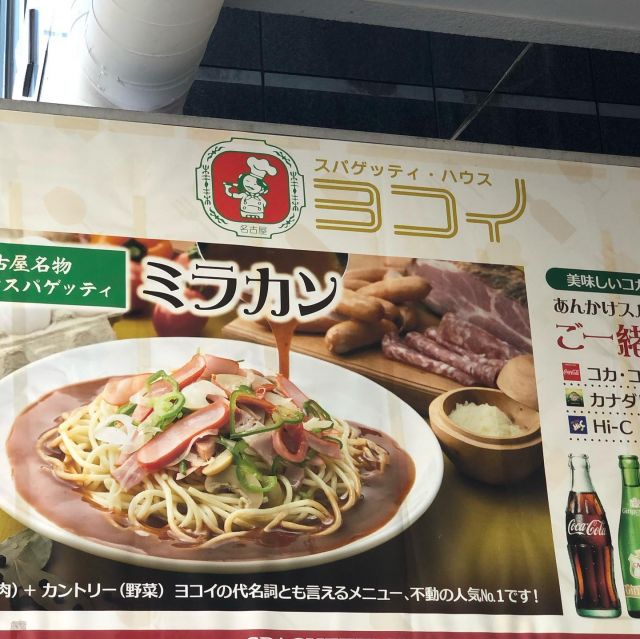 スパゲッティ・ハウス
ヨコイ
名古屋
古屋名物
スパゲッティ
ミラカン
美味しいコカ
あんかけスパ
ご一緒
コカ・コ
カナダ
Hi-C
Coca-Cola
肉) + カントリー(野菜) ヨコイの代名詞とも言えるメニュー、不動の人気No.1です!